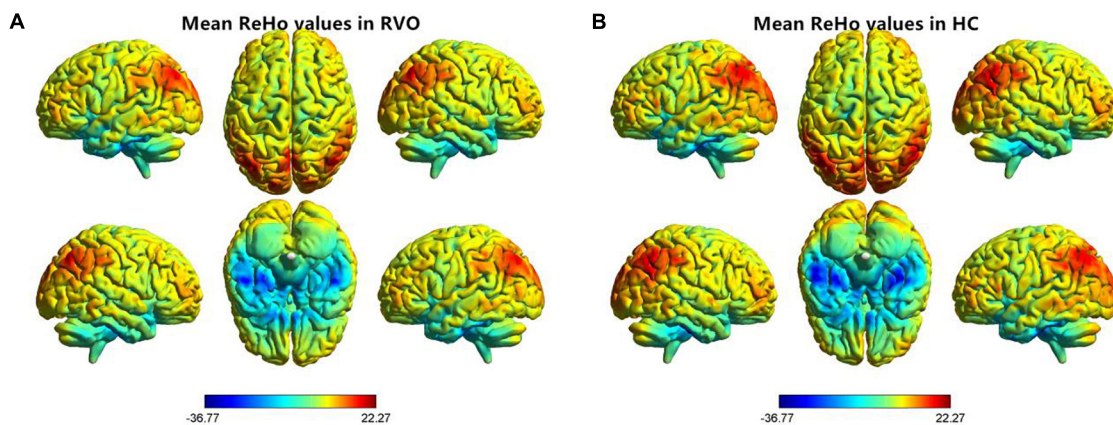 A
Mean ReHo values in RVO
-36.77
22.27
B
Mean ReHo values in HC
-36.77
22.27